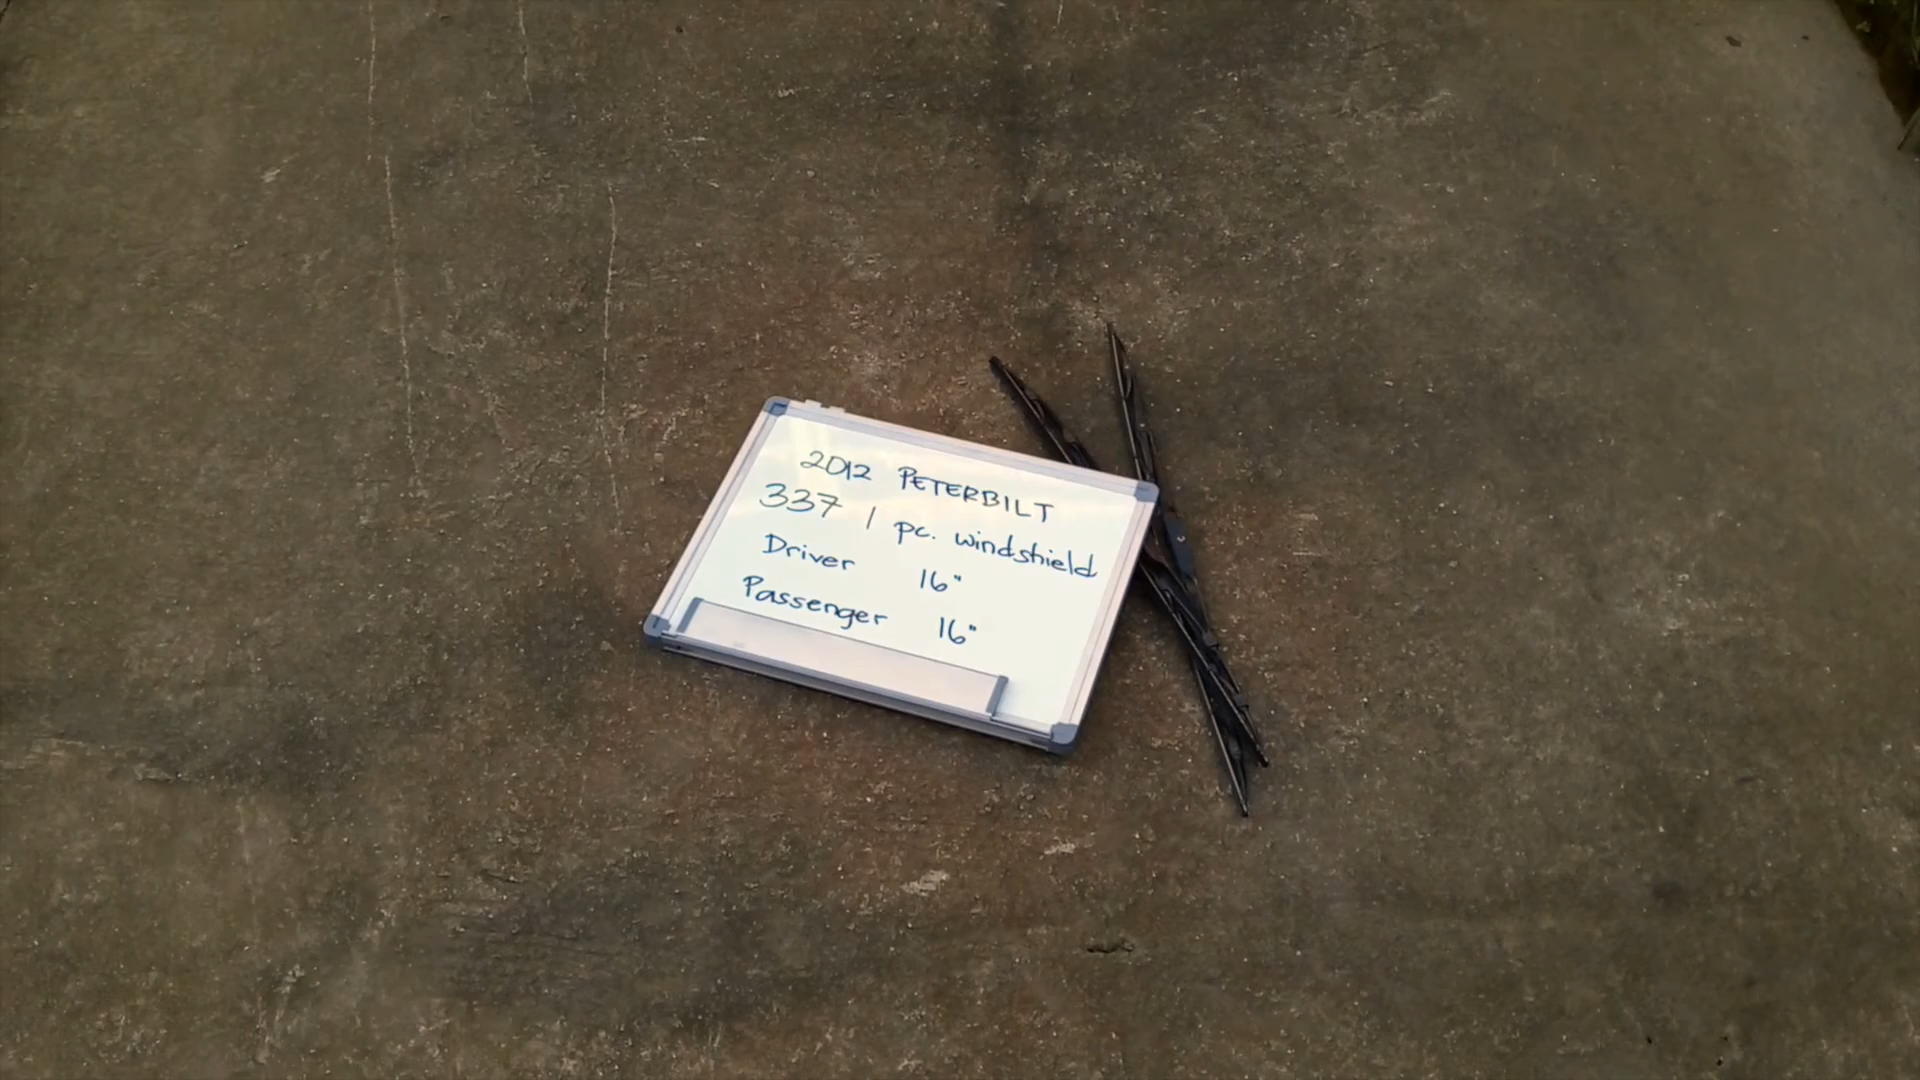 2012 PETERBILT
337 1 pc. windshield
Driver 16"
Passenger 16"